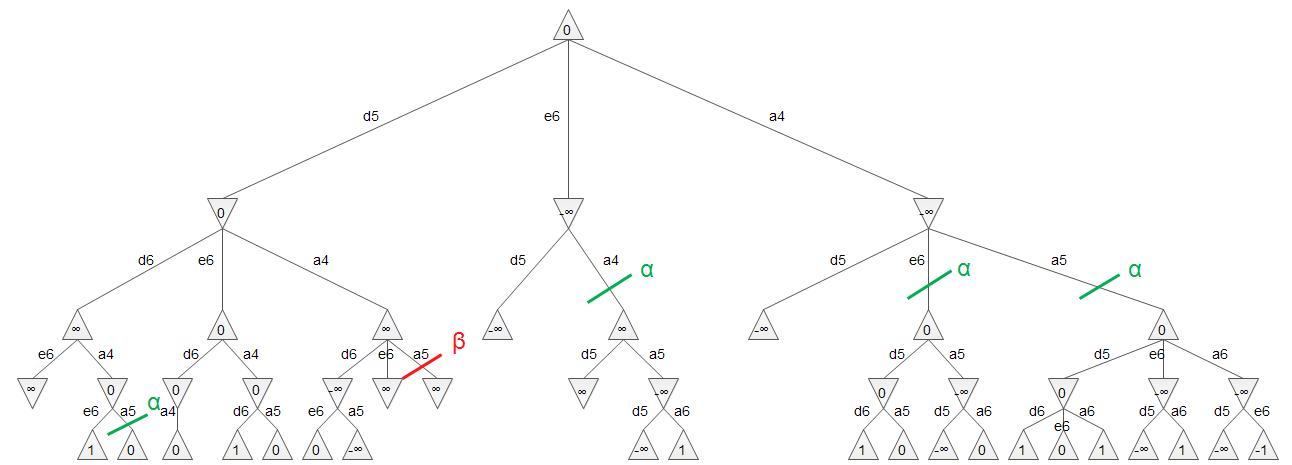 0
d5 e6 a4
0 -∞ -∞
d6 e6 a4 d5 a4 α d5 e6 α a5 α
∞ 0 ∞ -∞ ∞ -∞ 0 0
e6 a4 d6 a4 d6 e6 a5 β d5 a5 d5 a5 d5 e6 a6
∞ 0 0 0 -∞ ∞ ∞ ∞ -∞ 0 -∞ 0 -∞ -∞
e6 a5 α a4 d6 a5 e6 a5 d5 a6 d6 a5 d5 a6 d6 e6 a6 d5 a6 d5 e6
1 0 0 1 0 0 -∞ -∞ 1 1 0 -∞ 0 1 0 1 -∞ 1 -∞ -1